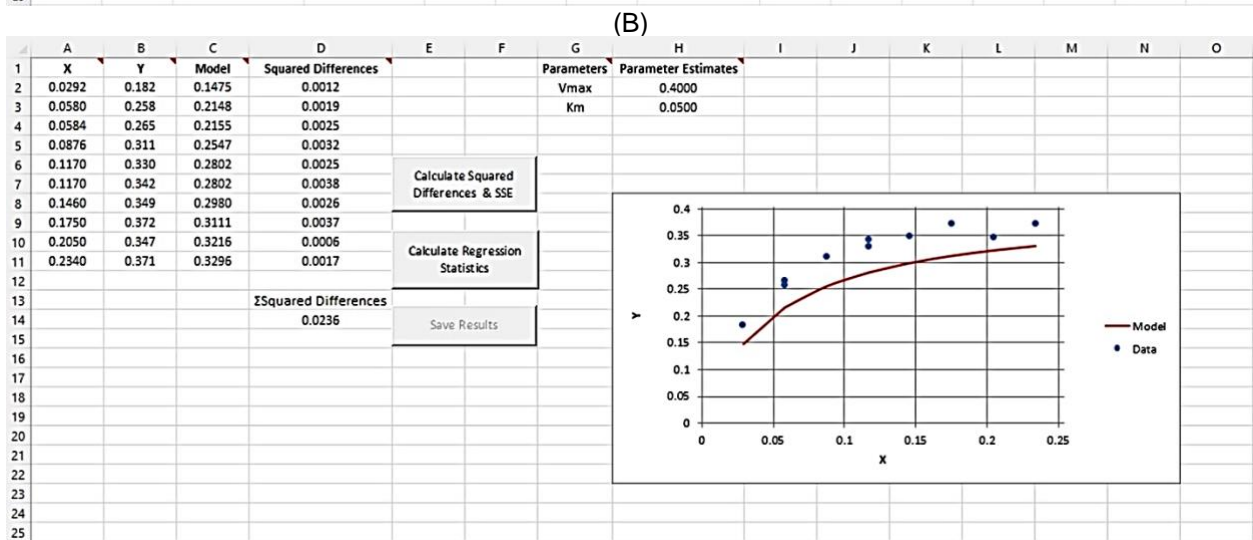 (B)
A B C D E F G H I J K L M N O
1 X Y Model Squared Differences Parameters Parameter Estimates
2 0.0292 0.182 0.1475 0.0012 Vmax 0.4000
3 0.0580 0.258 0.2148 0.0019 Km 0.0500
4 0.0584 0.265 0.2155 0.0025
5 0.0876 0.311 0.2547 0.0032
6 0.1170 0.330 0.2802 0.0025
7 0.1170 0.342 0.2802 0.0038
8 0.1460 0.349 0.2980 0.0026
9 0.1750 0.372 0.3111 0.0037
10 0.2050 0.347 0.3216 0.0006
11 0.2340 0.371 0.3296 0.0017
12
13 ΣSquared Differences
14 0.0236
15
16
17
18
19
20
21
22
23
24
25
Calculate Squared
Differences & SSE
Calculate Regression
Statistics
Save Results
0.4
0.35
0.3
0.25
0.2
0.15
0.1
0.05
0
Y
0 0.05 0.1 0.15 0.2 0.25
X
Model
Data